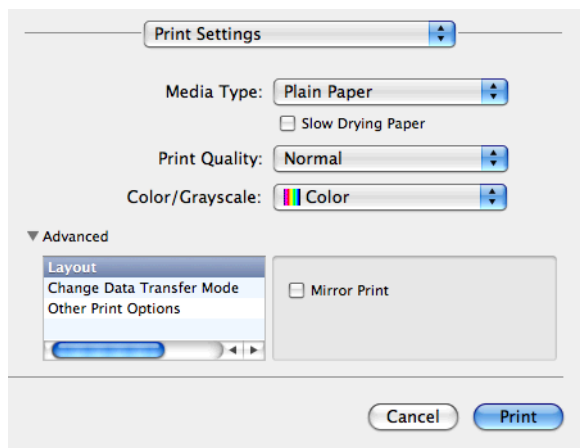 Print Settings
Media Type: Plain Paper
Slow Drying Paper
Print Quality: Normal
Color/Grayscale: Color
Advanced
Layout
Change Data Transfer Mode
Other Print Options
Mirror Print
Cancel Print